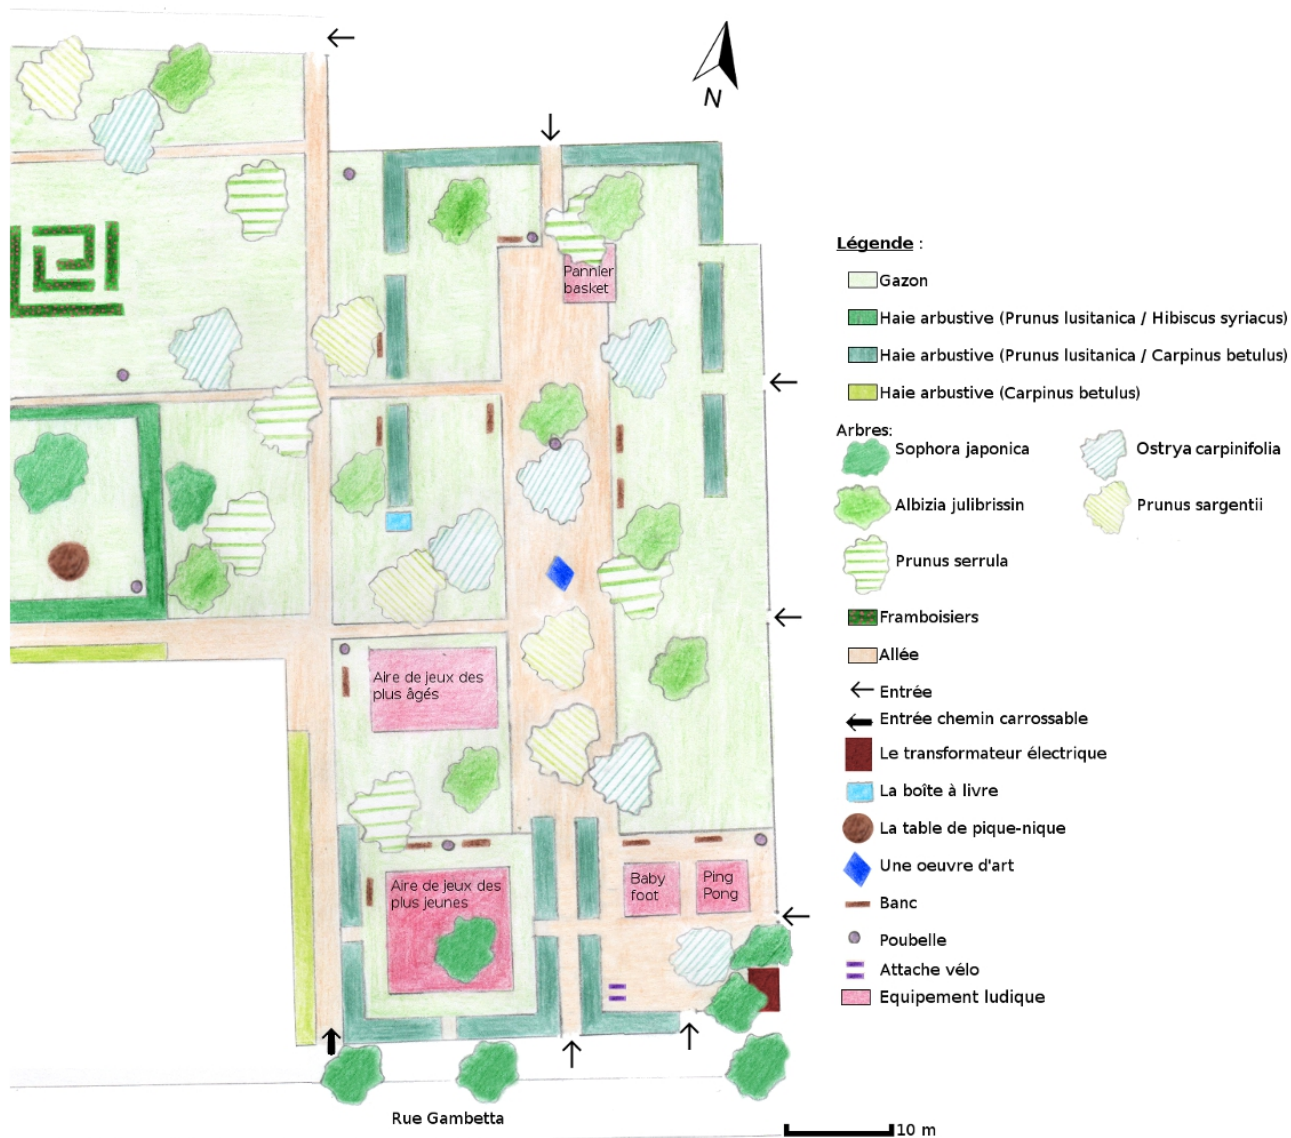 N
Pannier
basket
Aire de jeux des
plus âgés
Aire de jeux des
plus jeunes
Baby
foot
Ping
Pong
Rue Gambetta
10 m
Légende :
Gazon
Haie arbustive (Prunus lusitanica / Hibiscus syriacus)
Haie arbustive (Prunus lusitanica / Carpinus betulus)
Haie arbustive (Carpinus betulus)
Arbres:
Sophora japonica
Ostrya carpinifolia
Albizia julibrissin
Prunus sargentii
Prunus serrula
Framboisiers
Allée
Entrée
Entrée chemin carrossable
Le transformateur électrique
La boîte à livre
La table de pique-nique
Une oeuvre d'art
Banc
Poubelle
Attache vélo
Equipement ludique